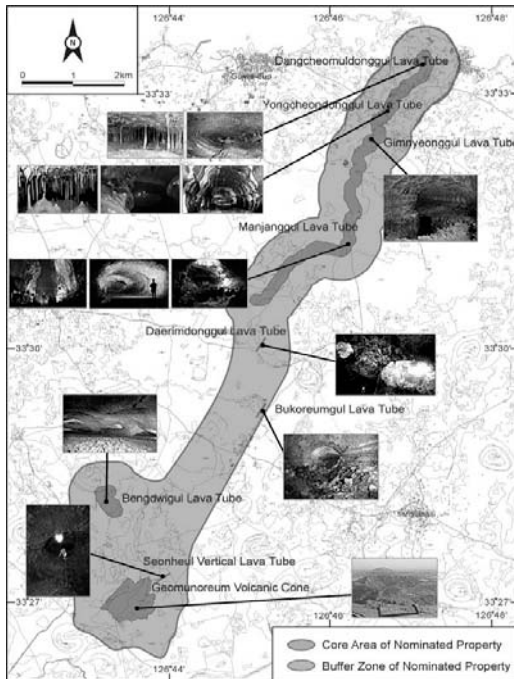 126°44'
126°46'
126°48'
N
0 1 2km
Dangcheomuldonggul Lava Tube
33°33'
33°33'
Yongcheondonggul Lava Tube
Gimnyeonggul Lava Tube
Manjanggul Lava Tube
Daerimdonggul Lava Tube
33°30'
33°30'
Bukoreumgul Lava Tube
Bengdwigul Lava Tube
Seonheul Vertical Lava Tube
Geomunoreum Volcanic Cone
33°27'
33°27'
Core Area of Nominated Property
Buffer Zone of Nominated Property
126°44'
126°46'
126°48'